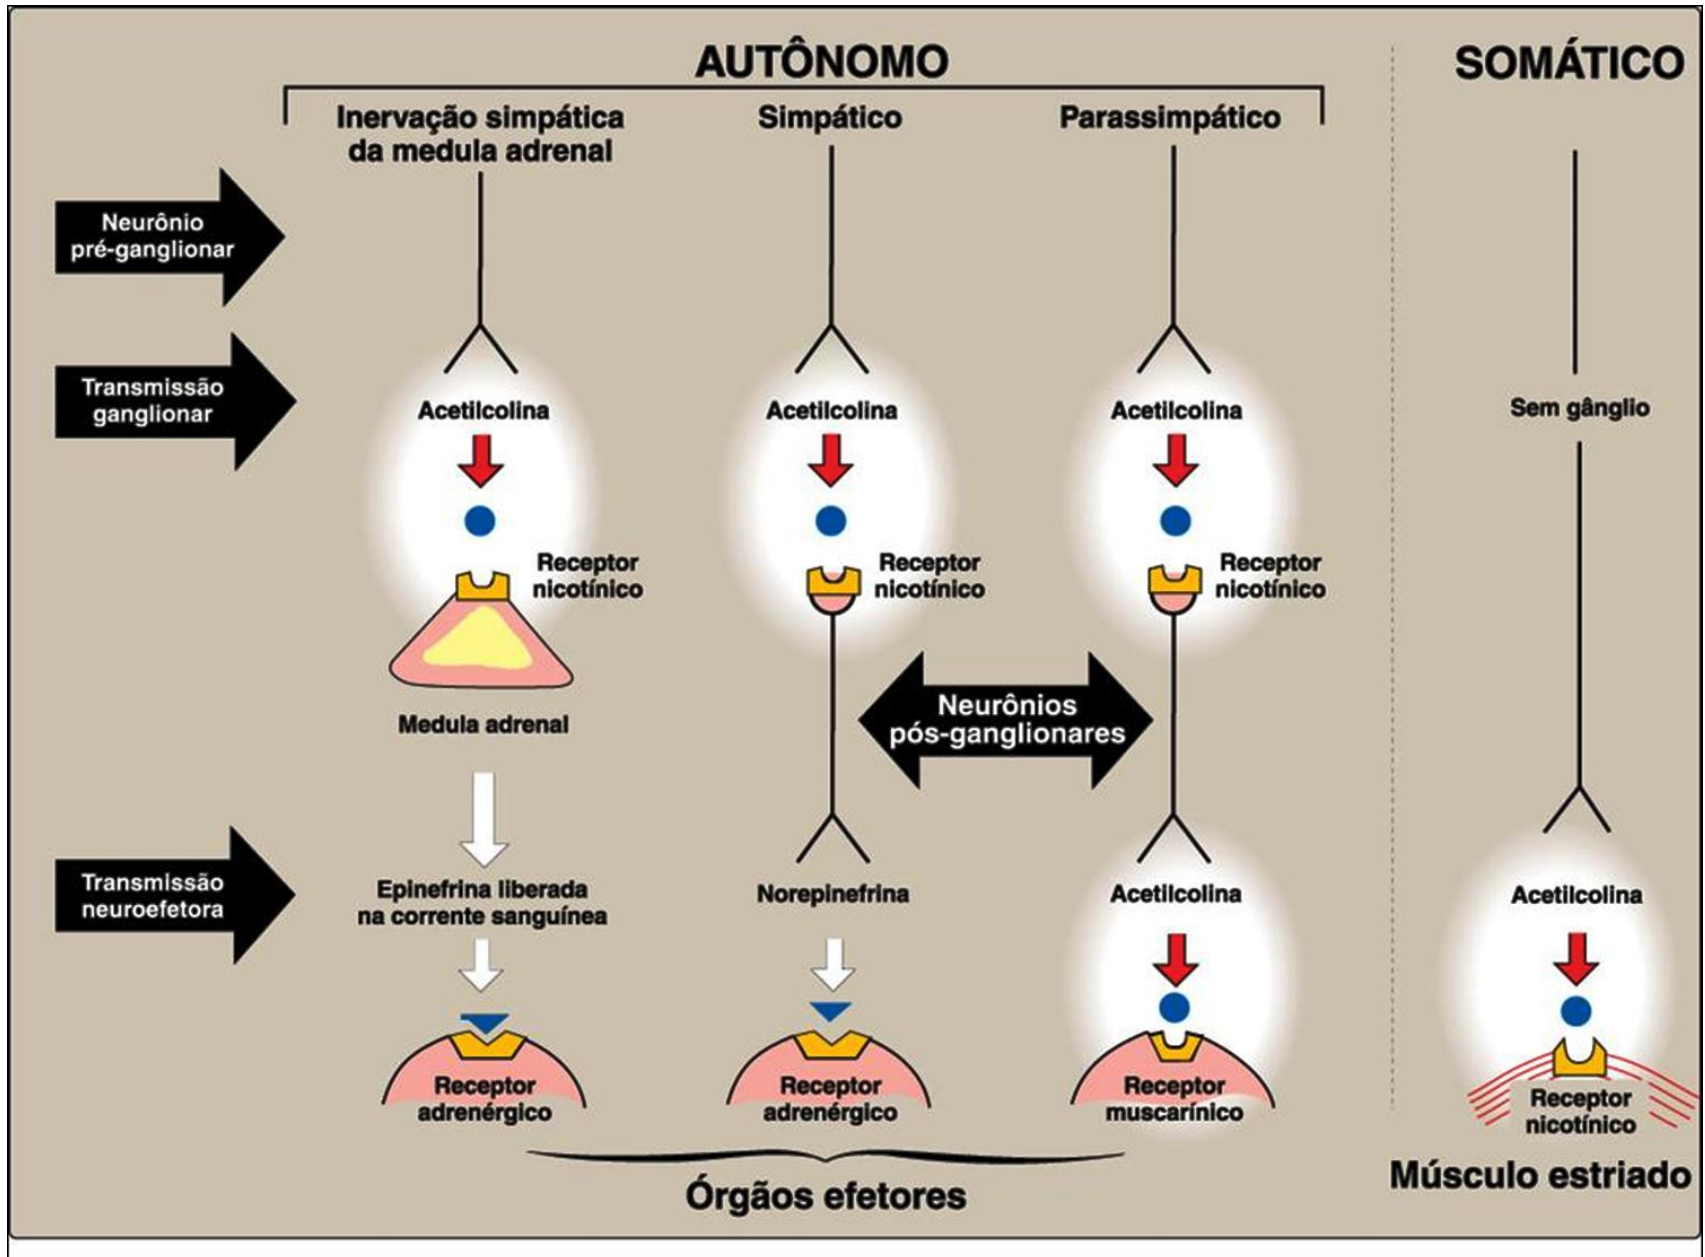 AUTÔNOMO
SOMÁTICO
Inervação simpática
da medula adrenal
Simpático
Parassimpático
Neurônio
pré-ganglionar
Transmissão
ganglionar
Acetilcolina
Acetilcolina
Acetilcolina
Sem gânglio
Receptor
nicotínico
Receptor
nicotínico
Receptor
nicotínico
Medula adrenal
Neurônios
pós-ganglionares
Transmissão
neuroefetora
Epinefrina liberada
na corrente sanguínea
Norepinefrina
Acetilcolina
Acetilcolina
Receptor
adrenérgico
Receptor
adrenérgico
Receptor
muscarínico
Receptor
nicotínico
Músculo estriado
Órgãos efetores